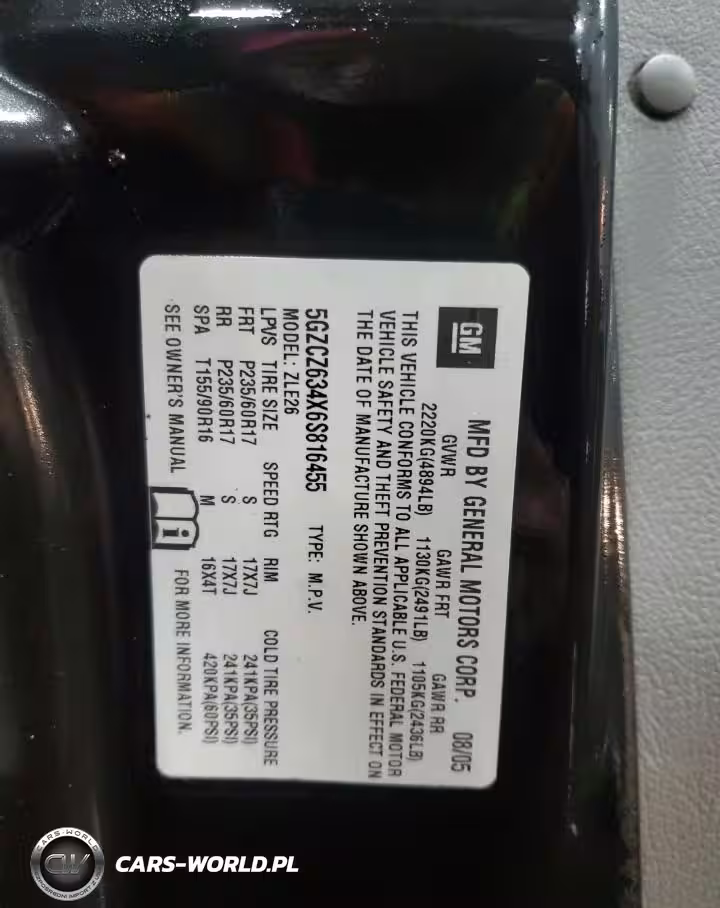 GM
MFD BY GENERAL MOTORS CORP. 08/05
GVWR GAWR FRT GAWR RR
2220KG(4894LB) 1130KG(2491LB) 1105KG(2436LB)
THIS VEHICLE CONFORMS TO ALL APPLICABLE U.S. FEDERAL MOTOR
VEHICLE SAFETY AND THEFT PREVENTION STANDARDS IN EFFECT ON
THE DATE OF MANUFACTURE SHOWN ABOVE.
5GZCZ634X6S816455 TYPE: M.P.V.
MODEL: ZLE26
LPVS TIRE SIZE SPEED RTG RIM COLD TIRE PRESSURE
FRT P235/60R17 S 17X7J 241KPA(35PSI)
RR P235/60R17 S 17X7J 241KPA(35PSI)
SPA T155/90R16 M 16X4T 420KPA(60PSI)
SEE OWNER'S MANUAL i FOR MORE INFORMATION.
CARS-WORLD
CW
CARS-WORLD.PL